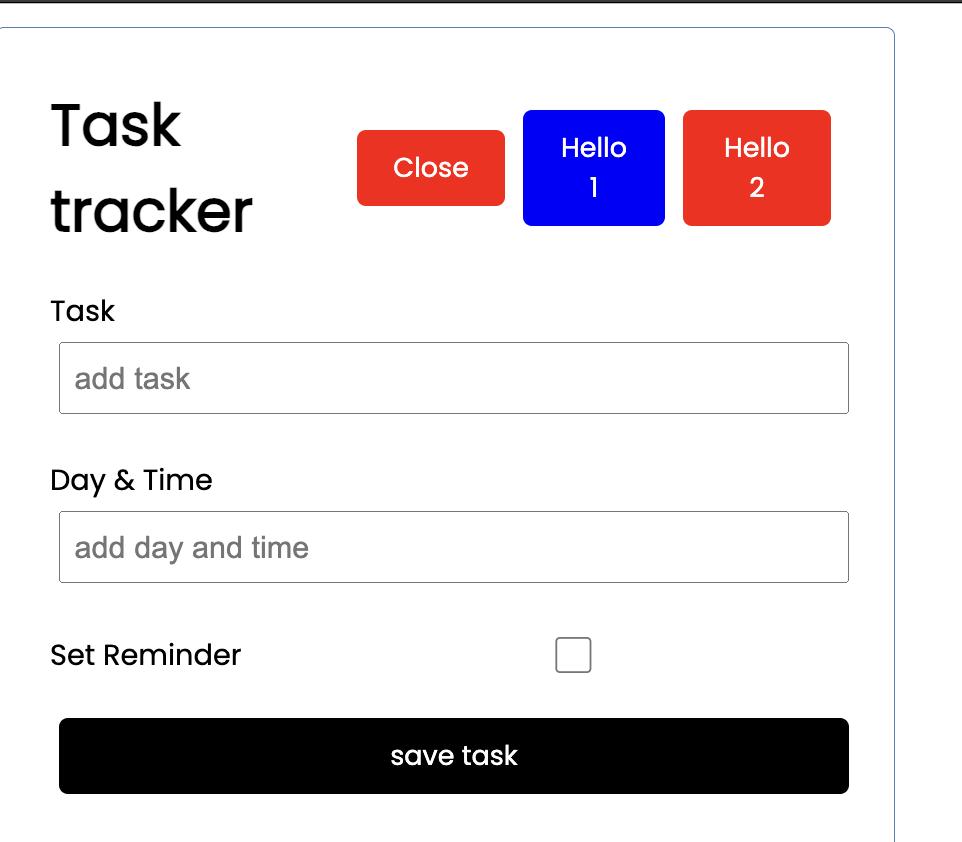 Task
tracker
Close
Hello
1
Hello
2
Task
add task
Day & Time
add day and time
Set Reminder
save task